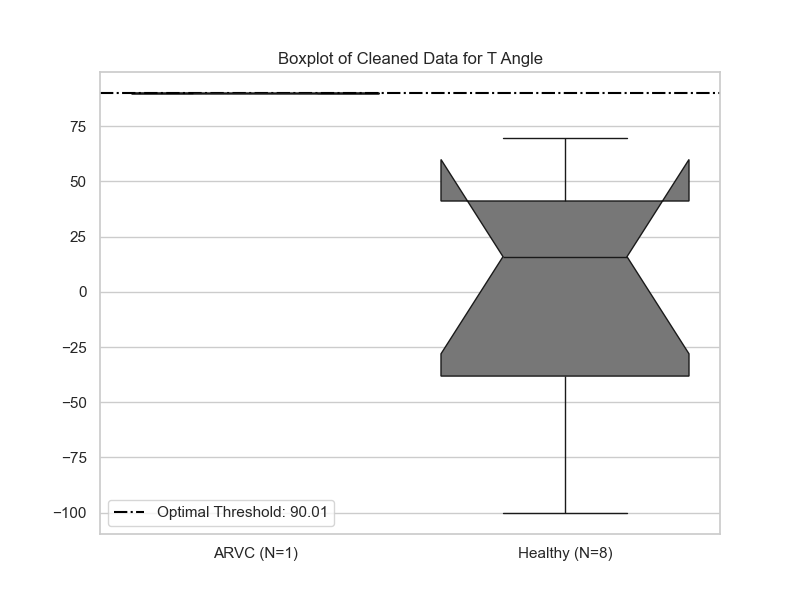 Boxplot of Cleaned Data for T Angle
75
50
25
0
−25
−50
−75
−100
Optimal Threshold: 90.01
ARVC (N=1)
Healthy (N=8)